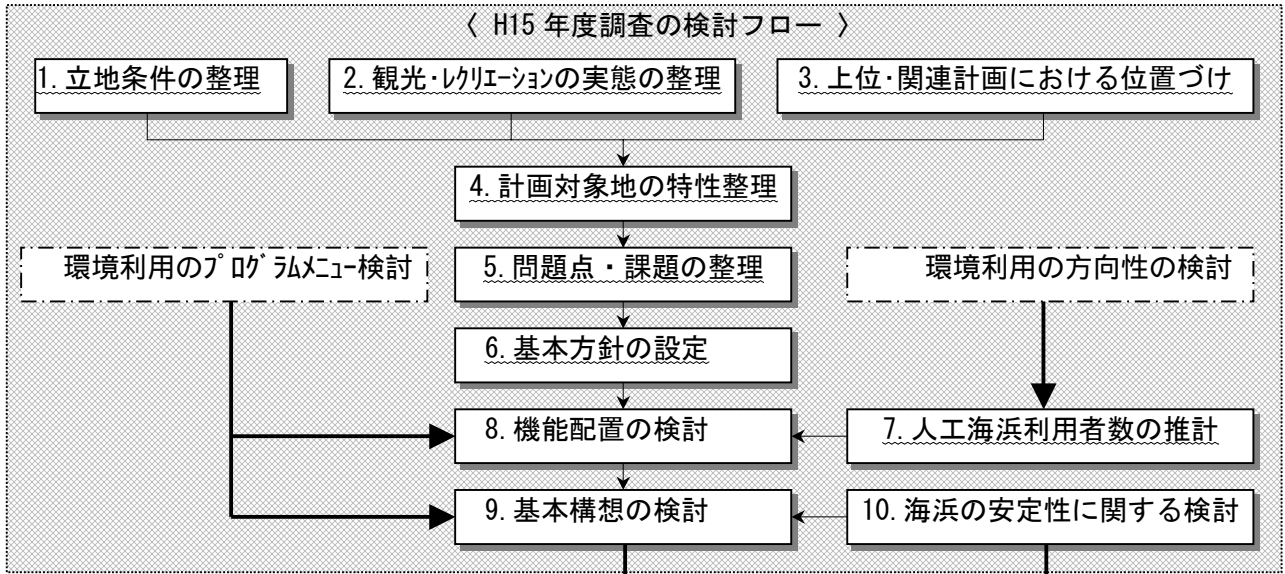 〈 H15 年度調査の検討フロー 〉
1. 立地条件の整理
2. 観光･ﾚｸﾘｴｰｼｮﾝの実態の整理
3. 上位･関連計画における位置づけ
4. 計画対象地の特性整理
環境利用のﾌﾟﾛｸﾞﾗﾑﾒﾆｭｰ検討
5. 問題点・課題の整理
環境利用の方向性の検討
6. 基本方針の設定
8. 機能配置の検討
7. 人工海浜利用者数の推計
9. 基本構想の検討
10. 海浜の安定性に関する検討